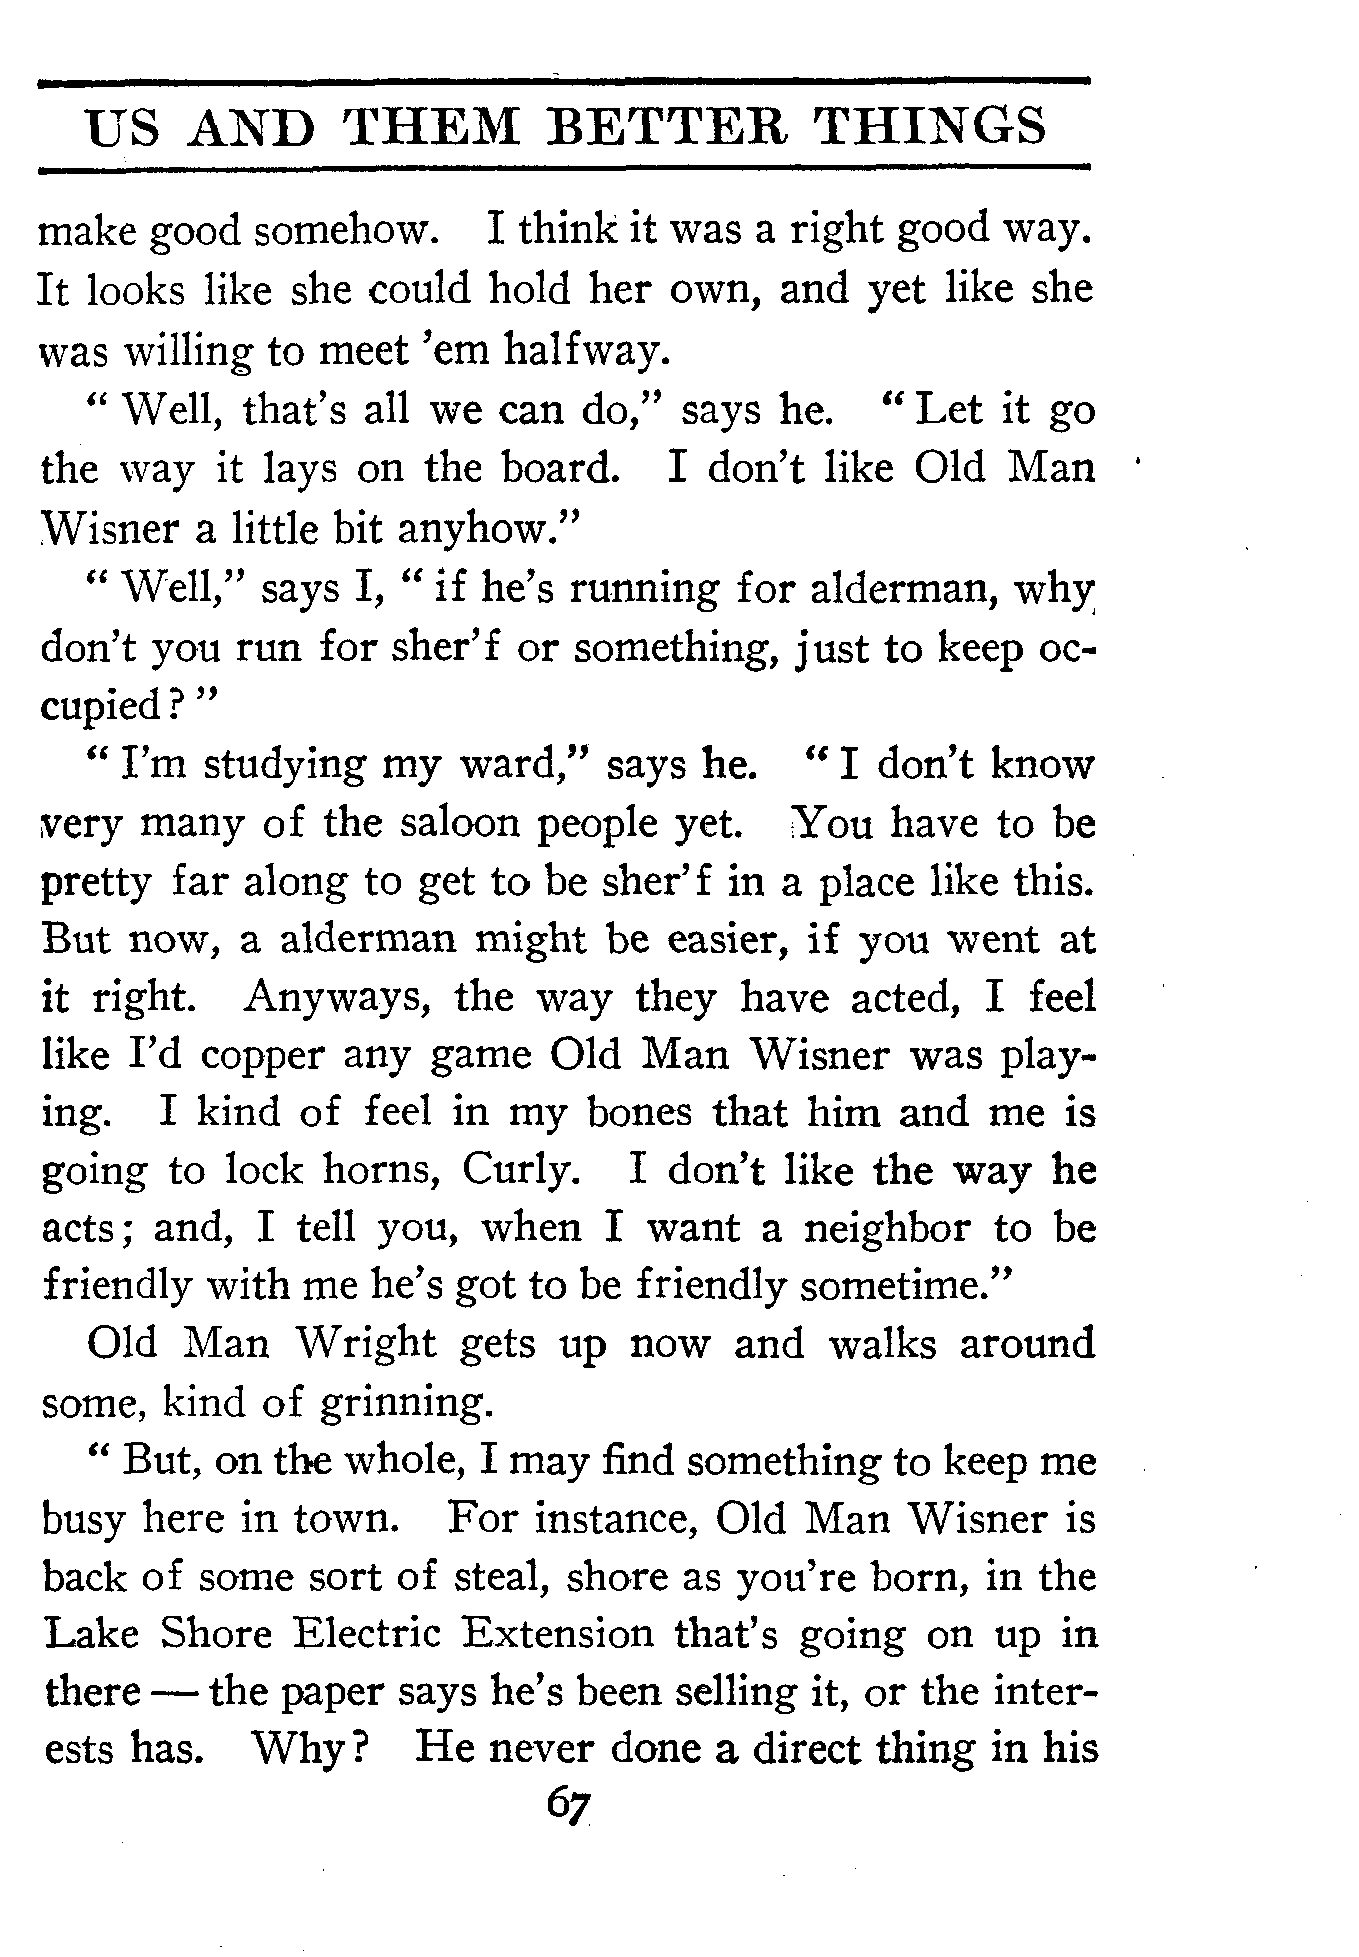 US AND THEM BETTER THINGS
make good somehow. I think it was a right good way.
It looks like she could hold her own, and yet like she
was willing to meet ’em halfway.
“ Well, that’s all we can do,” says he. “ Let it go
the way it lays on the board. I don’t like Old Man
Wisner a little bit anyhow.”
“ Well,” says I, “ if he’s running for alderman, why
don’t you run for sher’f or something, just to keep oc-
cupied? ”
“ I’m studying my ward,” says he. “ I don’t know
very many of the saloon people yet. You have to be
pretty far along to get to be sher’f in a place like this.
But now, a alderman might be easier, if you went at
it right. Anyways, the way they have acted, I feel
like I’d copper any game Old Man Wisner was play-
ing. I kind of feel in my bones that him and me is
going to lock horns, Curly. I don’t like the way he
acts; and, I tell you, when I want a neighbor to be
friendly with me he’s got to be friendly sometime.”
Old Man Wright gets up now and walks around
some, kind of grinning.
“ But, on the whole, I may find something to keep me
busy here in town. For instance, Old Man Wisner is
back of some sort of steal, shore as you’re born, in the
Lake Shore Electric Extension that’s going on up in
there — the paper says he’s been selling it, or the inter-
ests has. Why? He never done a direct thing in his
67